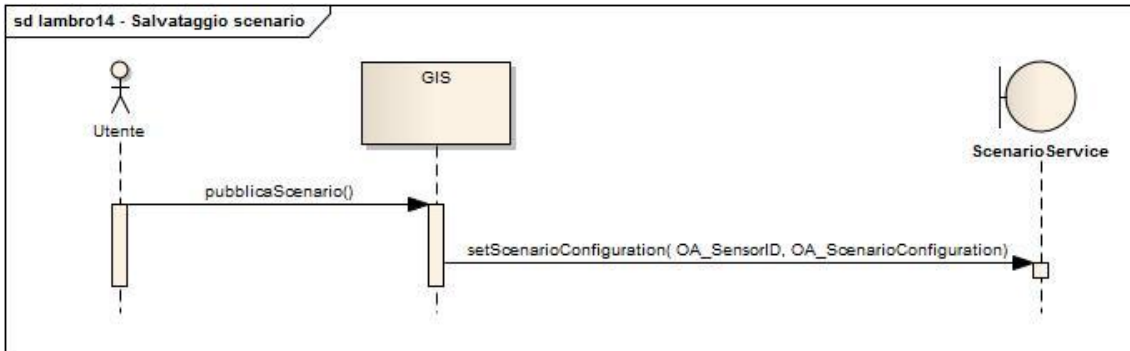 sd lambro14 - Salvataggio scenario
GIS
Utente
ScenarioService
pubblicaScenario()
setScenarioConfiguration( OA_SensorID, OA_ScenarioConfiguration)